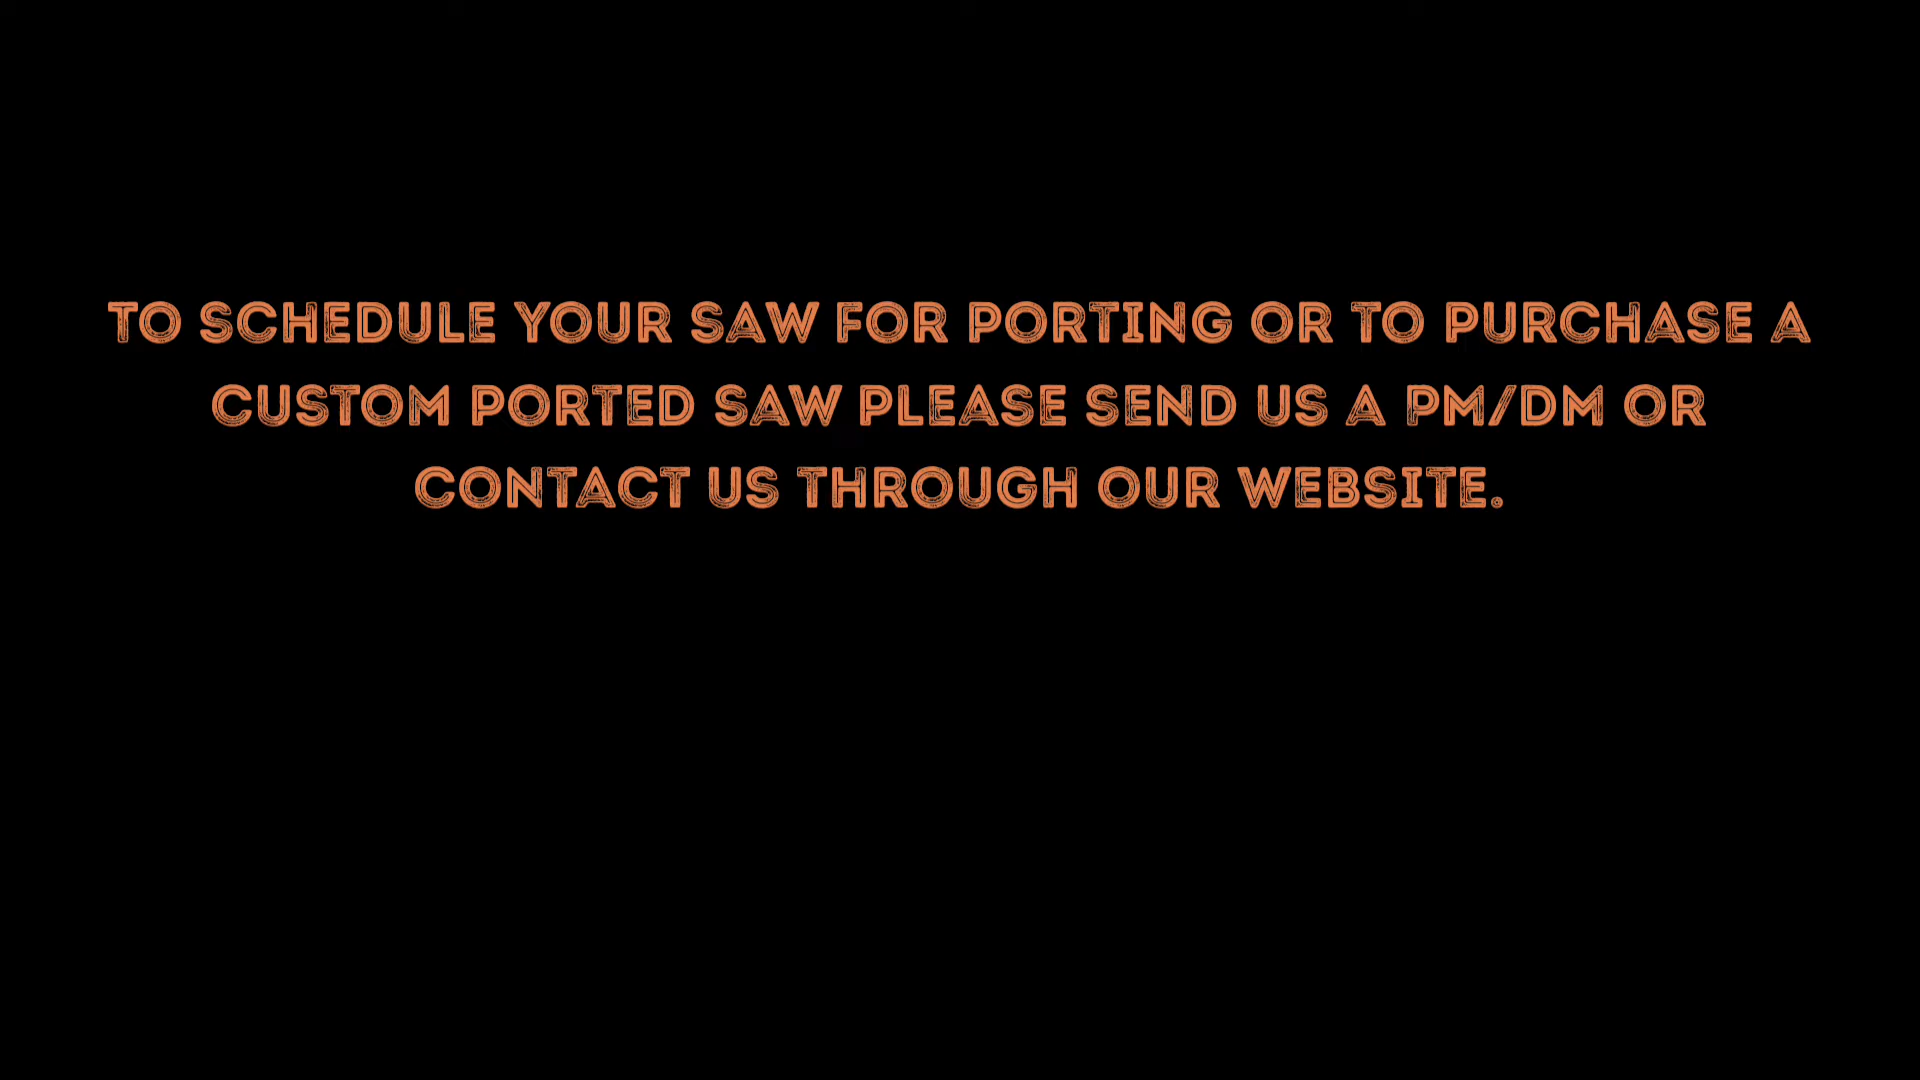 TO SCHEDULE YOUR SAW FOR PORTING OR TO PURCHASE A
CUSTOM PORTED SAW PLEASE SEND US A PM/DM OR
CONTACT US THROUGH OUR WEBSITE.